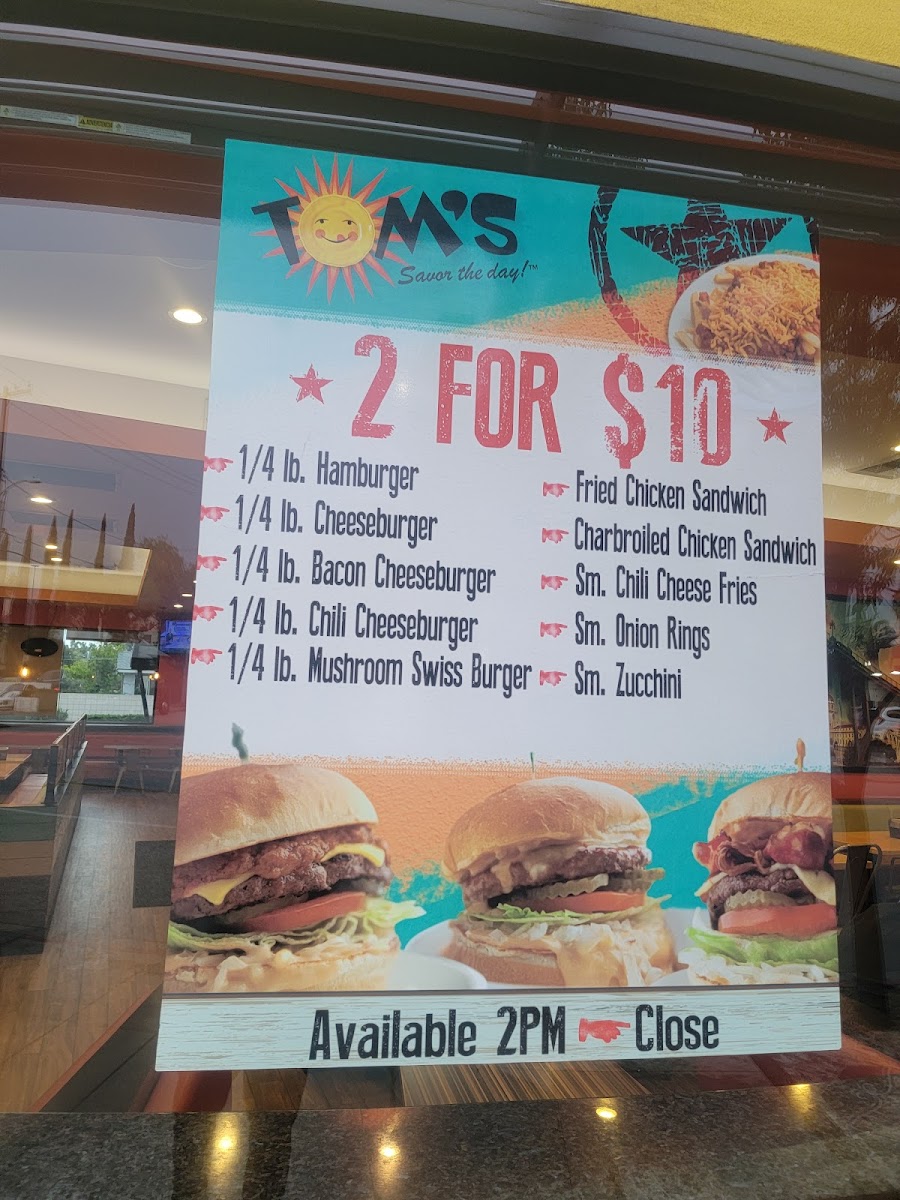 TOM'S
Savor the day!™
2 FOR $10
1/4 lb. Hamburger
1/4 lb. Cheeseburger
1/4 lb. Bacon Cheeseburger
1/4 lb. Chili Cheeseburger
1/4 lb. Mushroom Swiss Burger
Fried Chicken Sandwich
Charbroiled Chicken Sandwich
Sm. Chili Cheese Fries
Sm. Onion Rings
Sm. Zucchini
Available 2PM Close